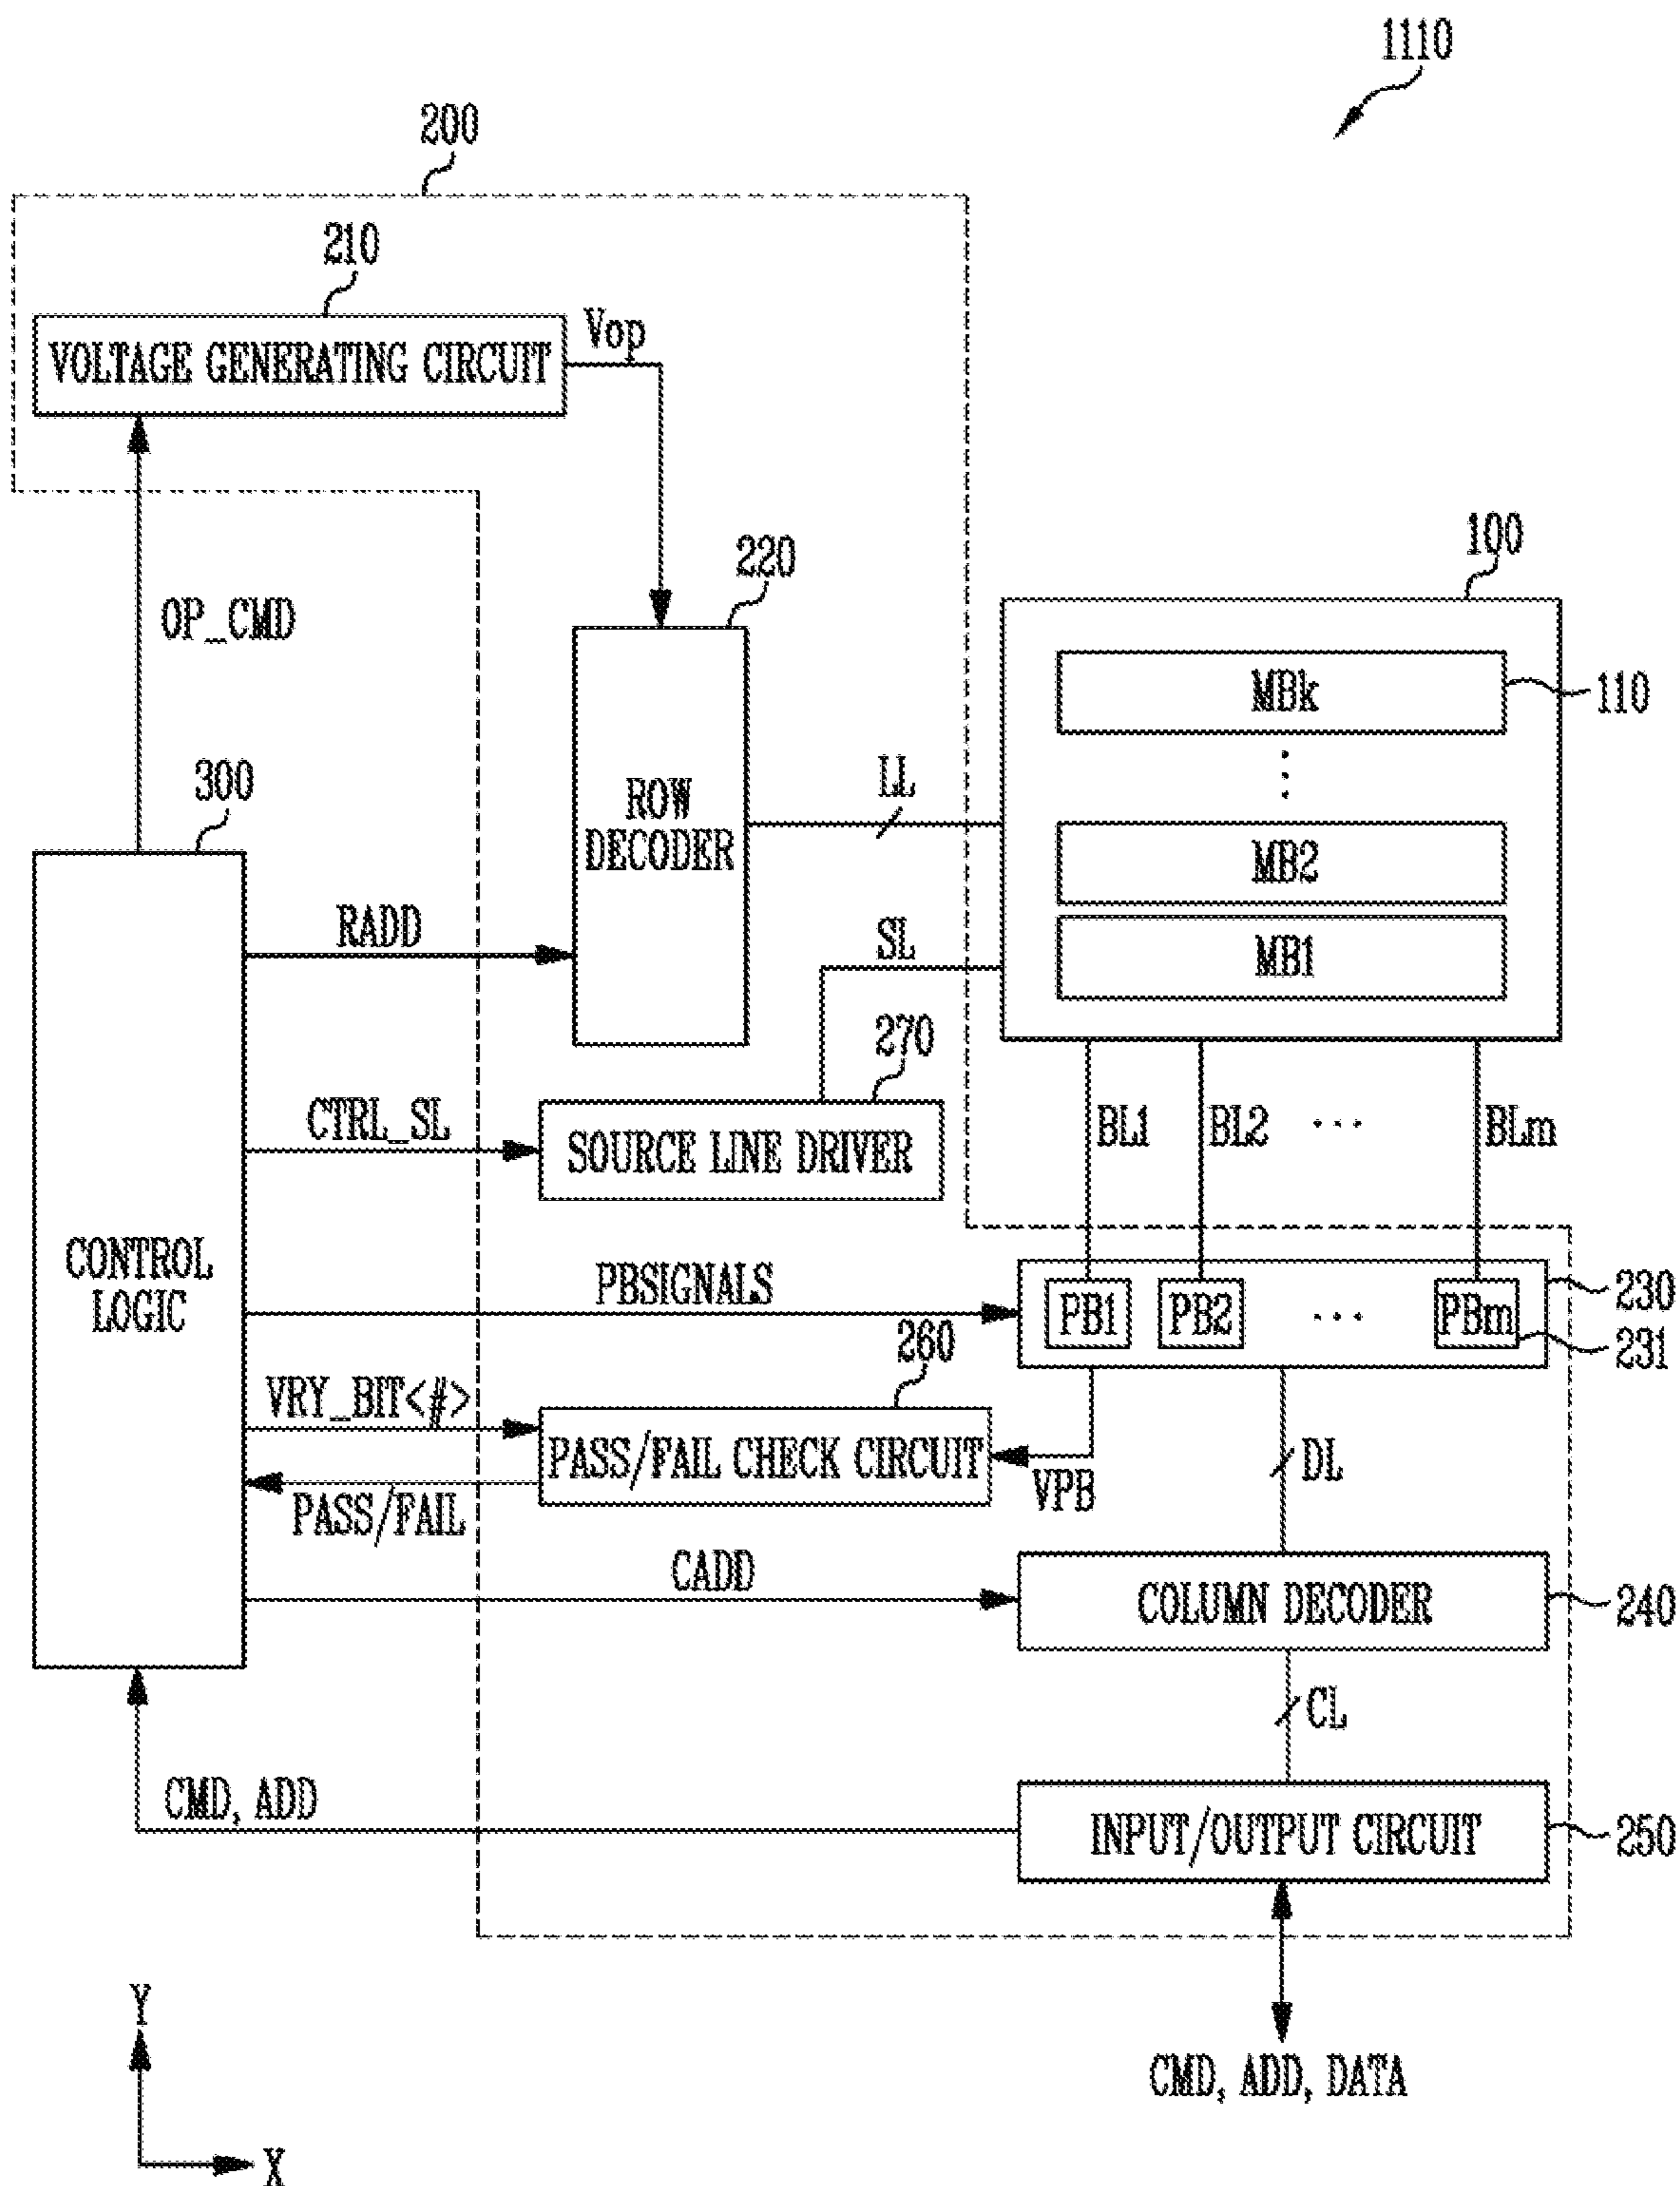 1110
200
210
VOLTAGE GENERATING CIRCUIT
Vop
OP_CMD
220
ROW
DECODER
100
MBk
110
⋮
MB2
MB1
LL
SL
300
CONTROL
LOGIC
RADD
270
CTRL_SL
SOURCE LINE DRIVER
BL1
BL2
...
BLm
PBSIGNALS
PB1
PB2
...
PBm
230
231
260
VRY_BIT<#>
PASS/FAIL CHECK CIRCUIT
PASS/FAIL
VPB
DL
CADD
COLUMN DECODER
240
CL
CMD, ADD
INPUT/OUTPUT CIRCUIT
250
CMD, ADD, DATA
Y
X